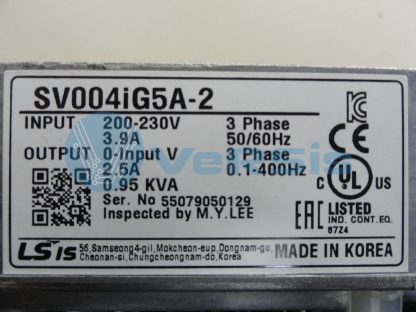 SV004iG5A-2
INPUT 200-230V 3 Phase
3.9A 50/60Hz
OUTPUT 0-Input V 3 Phase
2.5A 0.1-400Hz
0.95 KVA
Ser. No 55079050129
Inspected by M.Y.LEE
CE
C UL US
EAC LISTED
IND. CONT. EQ.
8724
LSis 56,Samseong4-gil,Mokcheon-eup,Dongnam-gu,
Cheonan-si,Chungcheongnam-do,Korea
MADE IN KOREA